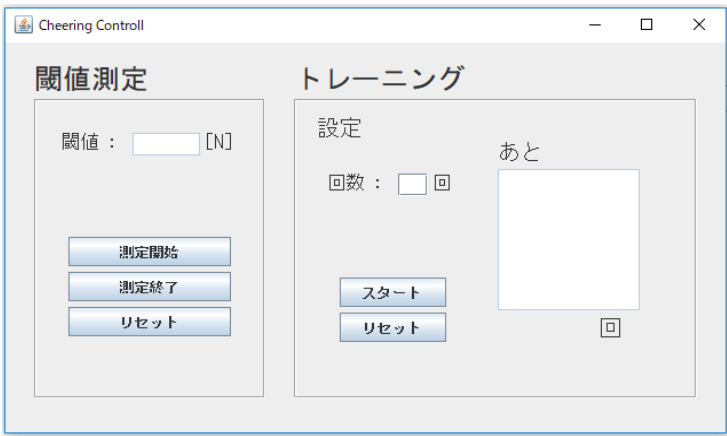 Cheering Controll
閾値測定
閾値 : [N]
測定開始
測定終了
リセット
トレーニング
設定
回数 : 回
スタート
リセット
あと
回